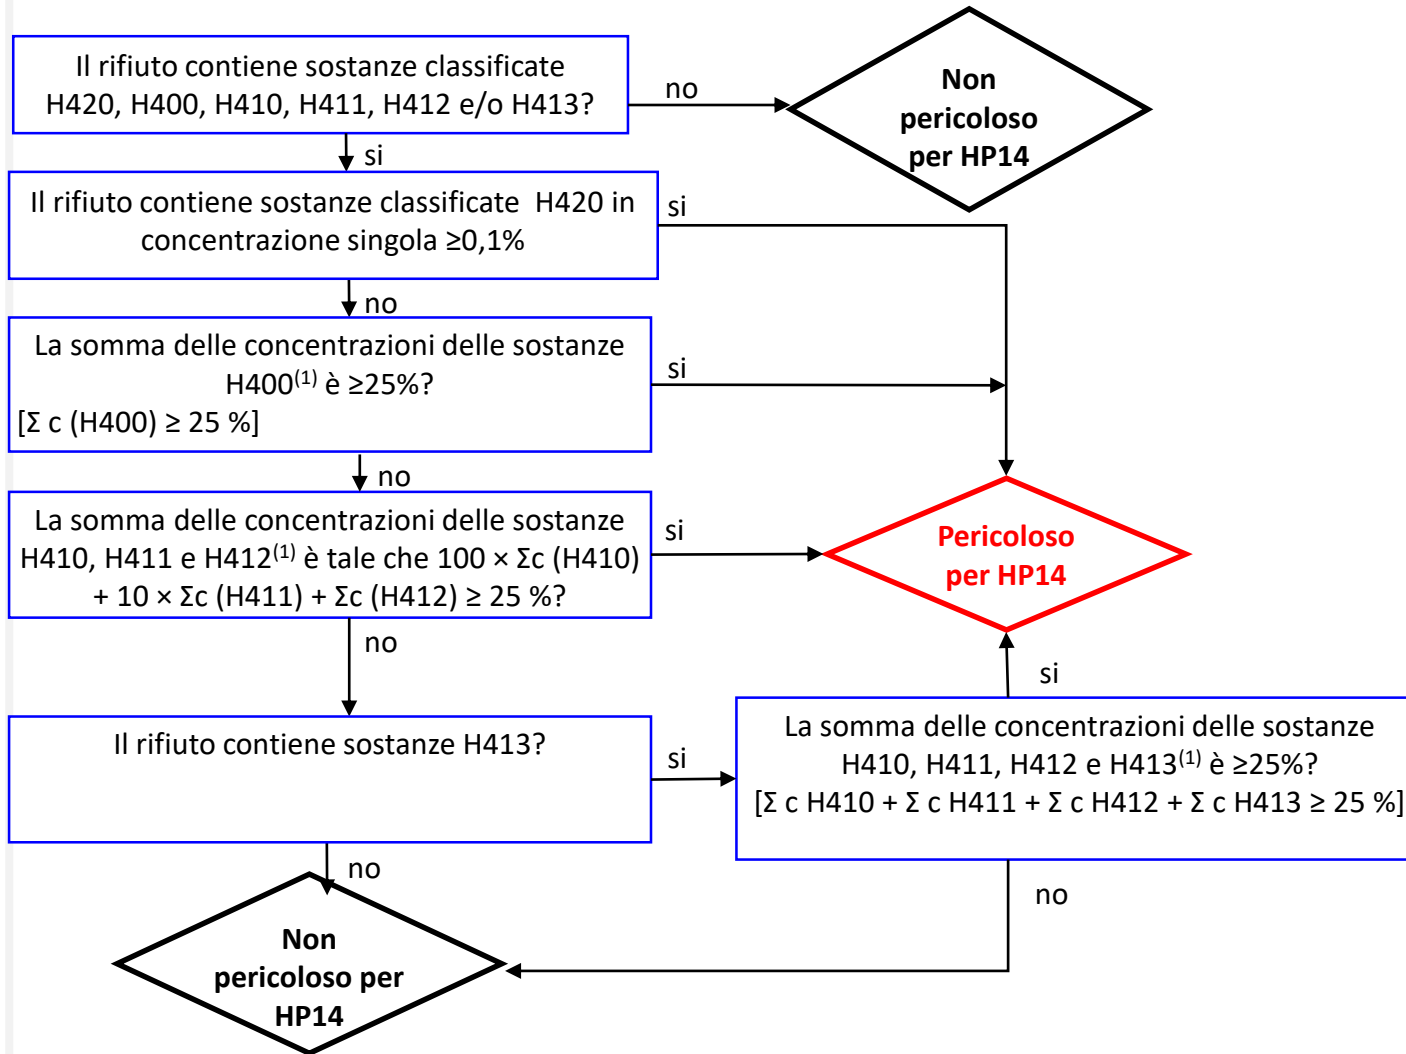 Il rifiuto contiene sostanze classificate
H420, H400, H410, H411, H412 e/o H413?
no
Non
pericoloso
per HP14
si
Il rifiuto contiene sostanze classificate  H420 in
concentrazione singola ≥0,1%
si
no
La somma delle concentrazioni delle sostanze
H400(1) è ≥25%?
[Σ c (H400) ≥ 25 %]
si
no
La somma delle concentrazioni delle sostanze
H410, H411 e H412(1) è tale che 100 × Σc (H410)
+ 10 × Σc (H411) + Σc (H412) ≥ 25 %?
si
Pericoloso
per HP14
no
si
Il rifiuto contiene sostanze H413?
si
La somma delle concentrazioni delle sostanze
H410, H411, H412 e H413(1) è ≥25%?
[Σ c H410 + Σ c H411 + Σ c H412 + Σ c H413 ≥ 25 %]
no
no
Non
pericoloso per
HP14